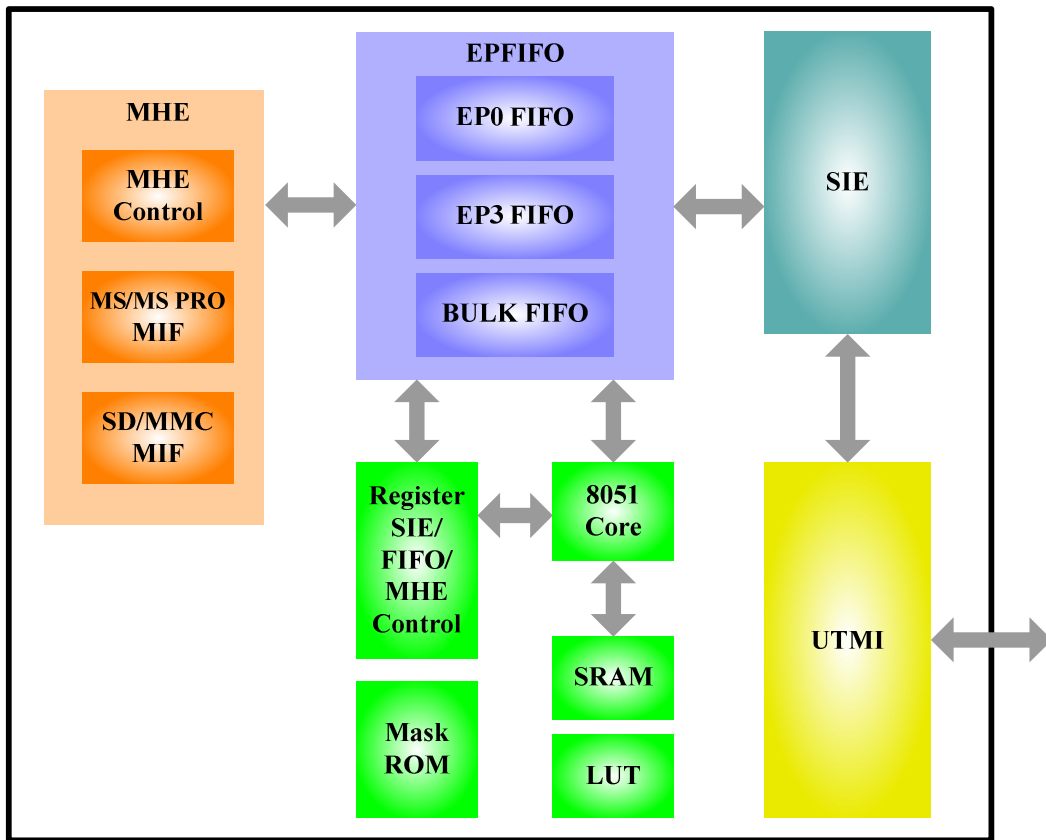 MHE
MHE
Control
MS/MS PRO
MIF
SD/MMC
MIF
EPFIFO
EP0 FIFO
EP3 FIFO
BULK FIFO
SIE
Register
SIE/
FIFO/
MHE
Control
8051
Core
UTMI
SRAM
Mask
ROM
LUT